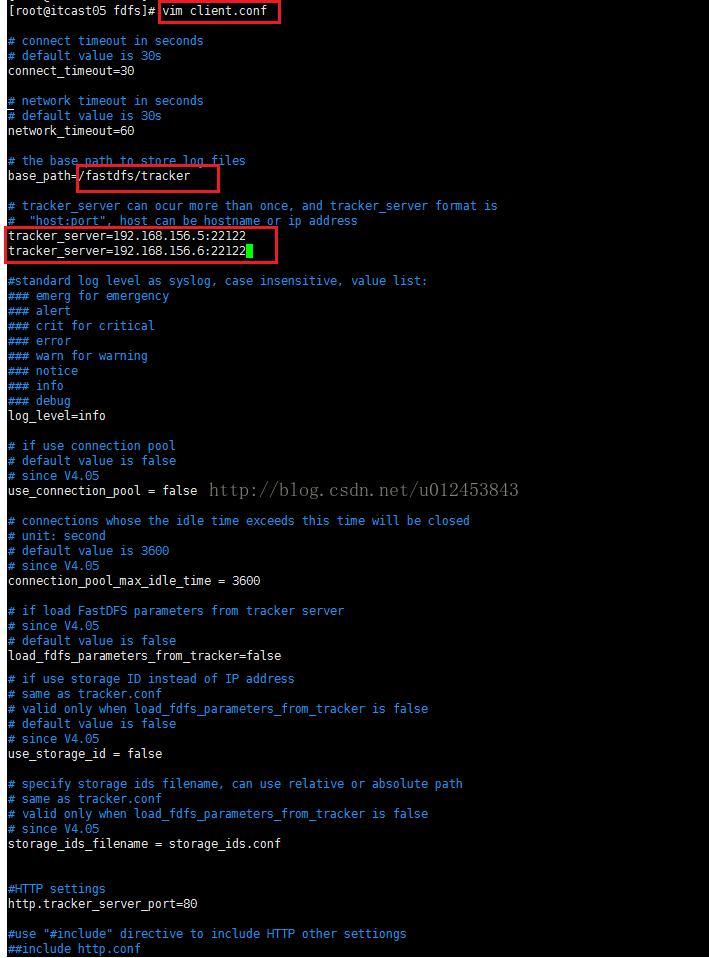 [root@itcast05 fdfs]# vim client.conf
# connect timeout in seconds
# default value is 30s
connect_timeout=30
# network timeout in seconds
# default value is 30s
network_timeout=60
# the base path to store log files
base_path=/fastdfs/tracker
# tracker_server can ocur more than once, and tracker_server format is
#  "host:port", host can be hostname or ip address
tracker_server=192.168.156.5:22122
tracker_server=192.168.156.6:22122
#standard log level as syslog, case insensitive, value list:
### emerg for emergency
### alert
### crit for critical
### error
### warn for warning
### notice
### info
### debug
log_level=info
# if use connection pool
# default value is false
# since V4.05
use_connection_pool = false
http://blog.csdn.net/u012453843
# connections whose the idle time exceeds this time will be closed
# unit: second
# default value is 3600
# since V4.05
connection_pool_max_idle_time = 3600
# if load FastDFS parameters from tracker server
# since V4.05
# default value is false
load_fdfs_parameters_from_tracker=false
# if use storage ID instead of IP address
# same as tracker.conf
# valid only when load_fdfs_parameters_from_tracker is false
# default value is false
# since V4.05
use_storage_id = false
# specify storage ids filename, can use relative or absolute path
# same as tracker.conf
# valid only when load_fdfs_parameters_from_tracker is false
# since V4.05
storage_ids_filename = storage_ids.conf
#HTTP settings
http.tracker_server_port=80
#use "#include" directive to include HTTP other settiongs
##include http.conf